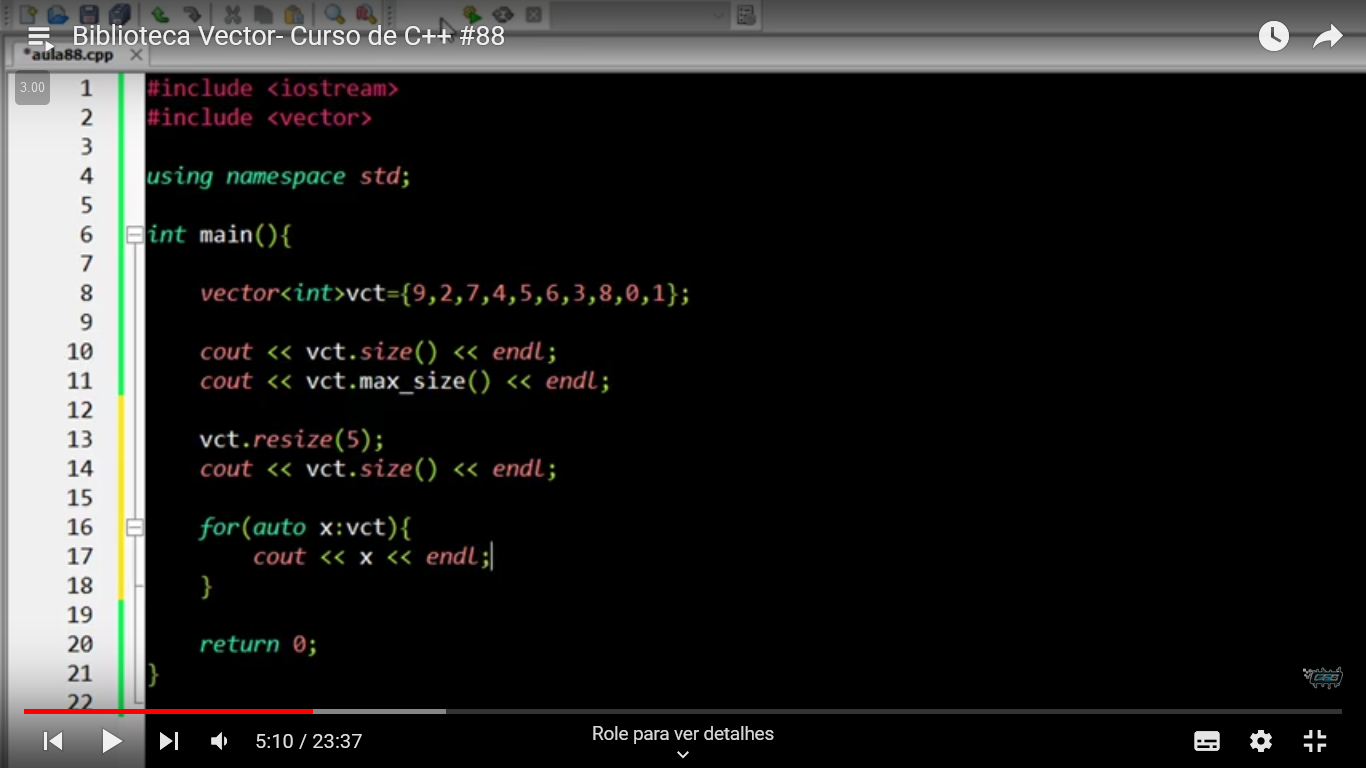 Biblioteca Vector- Curso de C++ #88
*aula88.cpp
3.00
1 #include <iostream>
2 #include <vector>
3
4 using namespace std;
5
6 int main(){
7
8 vector<int>vct={9,2,7,4,5,6,3,8,0,1};
9
10 cout << vct.size() << endl;
11 cout << vct.max_size() << endl;
12
13 vct.resize(5);
14 cout << vct.size() << endl;
15
16 for(auto x:vct){
17 cout << x << endl;
18 }
19
20 return 0;
21 }
22
CFB
5:10 / 23:37
Role para ver detalhes